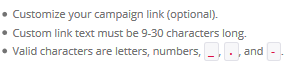 • Customize your campaign link (optional).
• Custom link text must be 9-30 characters long.
• Valid characters are letters, numbers, _ , . , and - .